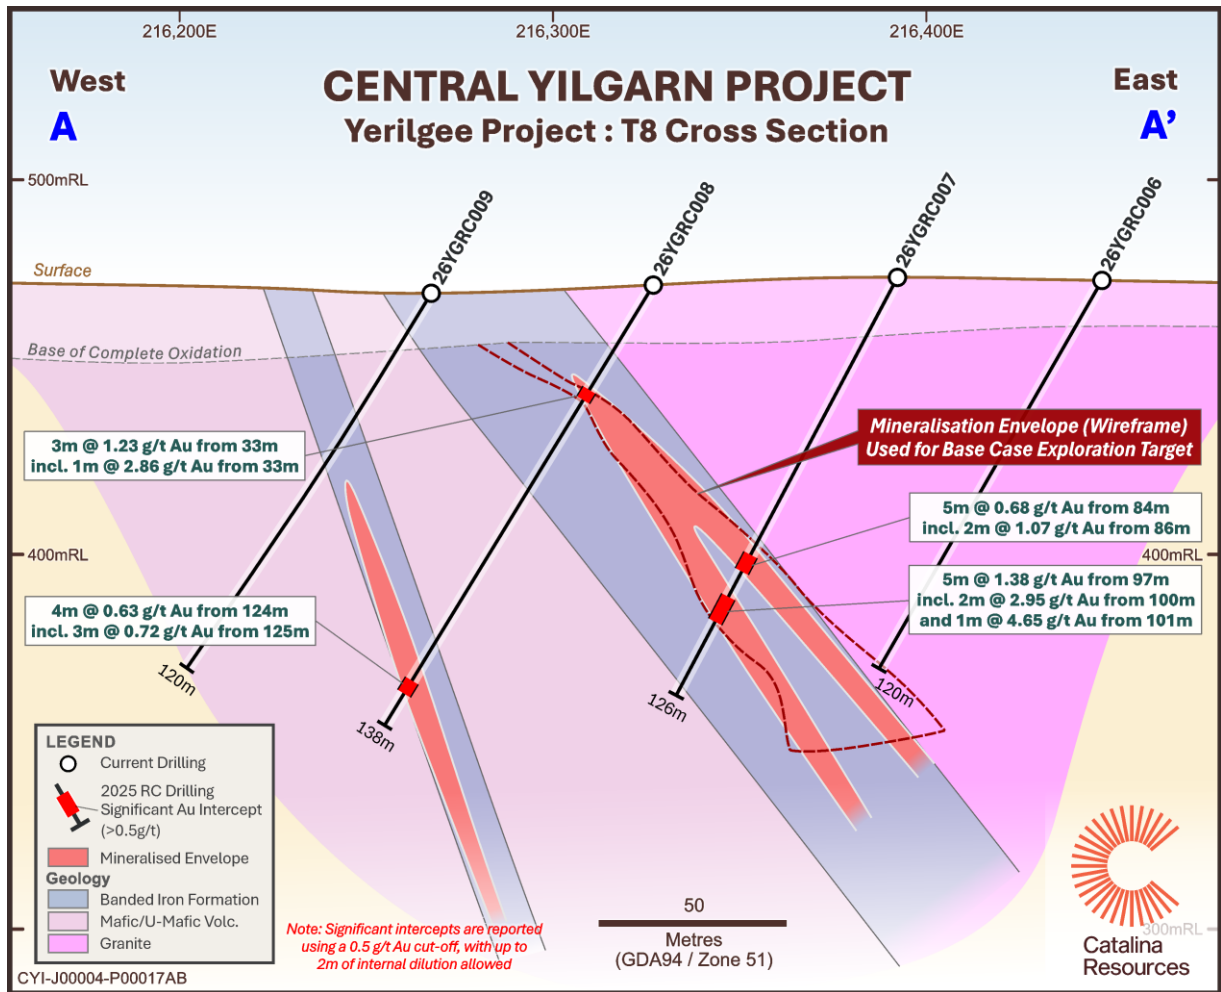 216,200E
216,300E
216,400E
West
A
CENTRAL YILGARN PROJECT
Yerilgee Project : T8 Cross Section
East
A’
500mRL
26YGRC009
26YGRC008
26YGRC007
26YGRC006
Surface
Base of Complete Oxidation
3m @ 1.23 g/t Au from 33m
incl. 1m @ 2.86 g/t Au from 33m
Mineralisation Envelope (Wireframe)
Used for Base Case Exploration Target
5m @ 0.68 g/t Au from 84m
incl. 2m @ 1.07 g/t Au from 86m
400mRL
400mRL
5m @ 1.38 g/t Au from 97m
incl. 2m @ 2.95 g/t Au from 100m
and 1m @ 4.65 g/t Au from 101m
4m @ 0.63 g/t Au from 124m
incl. 3m @ 0.72 g/t Au from 125m
120m
138m
126m
120m
LEGEND
Current Drilling
2025 RC Drilling
Significant Au Intercept
(>0.5g/t)
Mineralised Envelope
Geology
Banded Iron Formation
Mafic/U-Mafic Volc.
Granite
CYI-J00004-P00017AB
Note: Significant intercepts are reported
using a 0.5 g/t Au cut-off, with up to
2m of internal dilution allowed
50
Metres
(GDA94 / Zone 51)
300mRL
Catalina
Resources